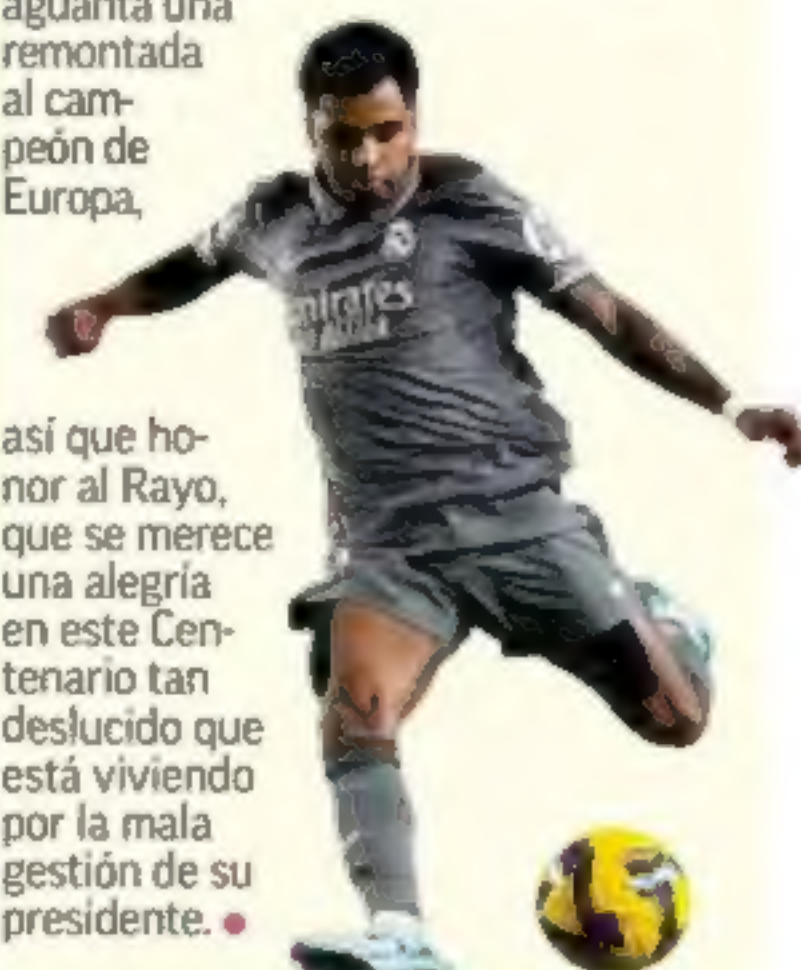 aguanta una
remontada
al cam-
peón de
Europa,
así que ho-
nor al Rayo,
que se merece
una alegría
en este Cen-
tenario tan
deslucido que
está viviendo
por la mala
gestión de su
presidente.